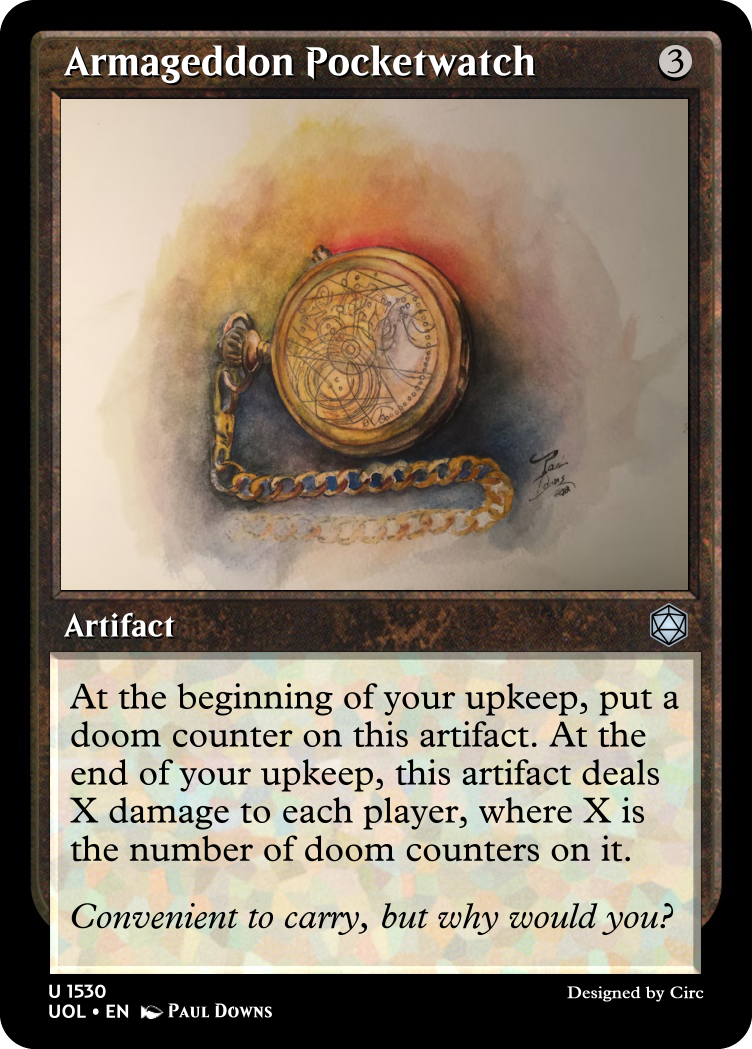 Armageddon Pocketwatch 3
Artifact
At the beginning of your upkeep, put a
doom counter on this artifact. At the
end of your upkeep, this artifact deals
X damage to each player, where X is
the number of doom counters on it.
Convenient to carry, but why would you?
U 1530
UOL • EN Paul Downs
Designed by Circ